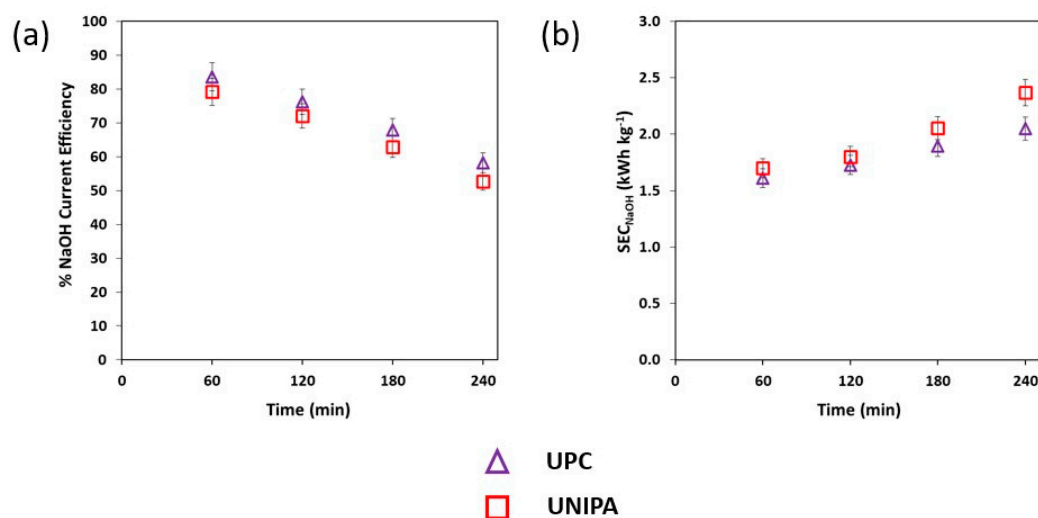 (a)
100
90
80
70
60
50
40
30
20
10
0
0 60 120 180 240
% NaOH Current Efficiency
Time (min)
(b)
3.0
2.5
2.0
1.5
1.0
0.5
0.0
0 60 120 180 240
SEC_NaOH (kWh kg⁻¹)
Time (min)
UPC
UNIPA